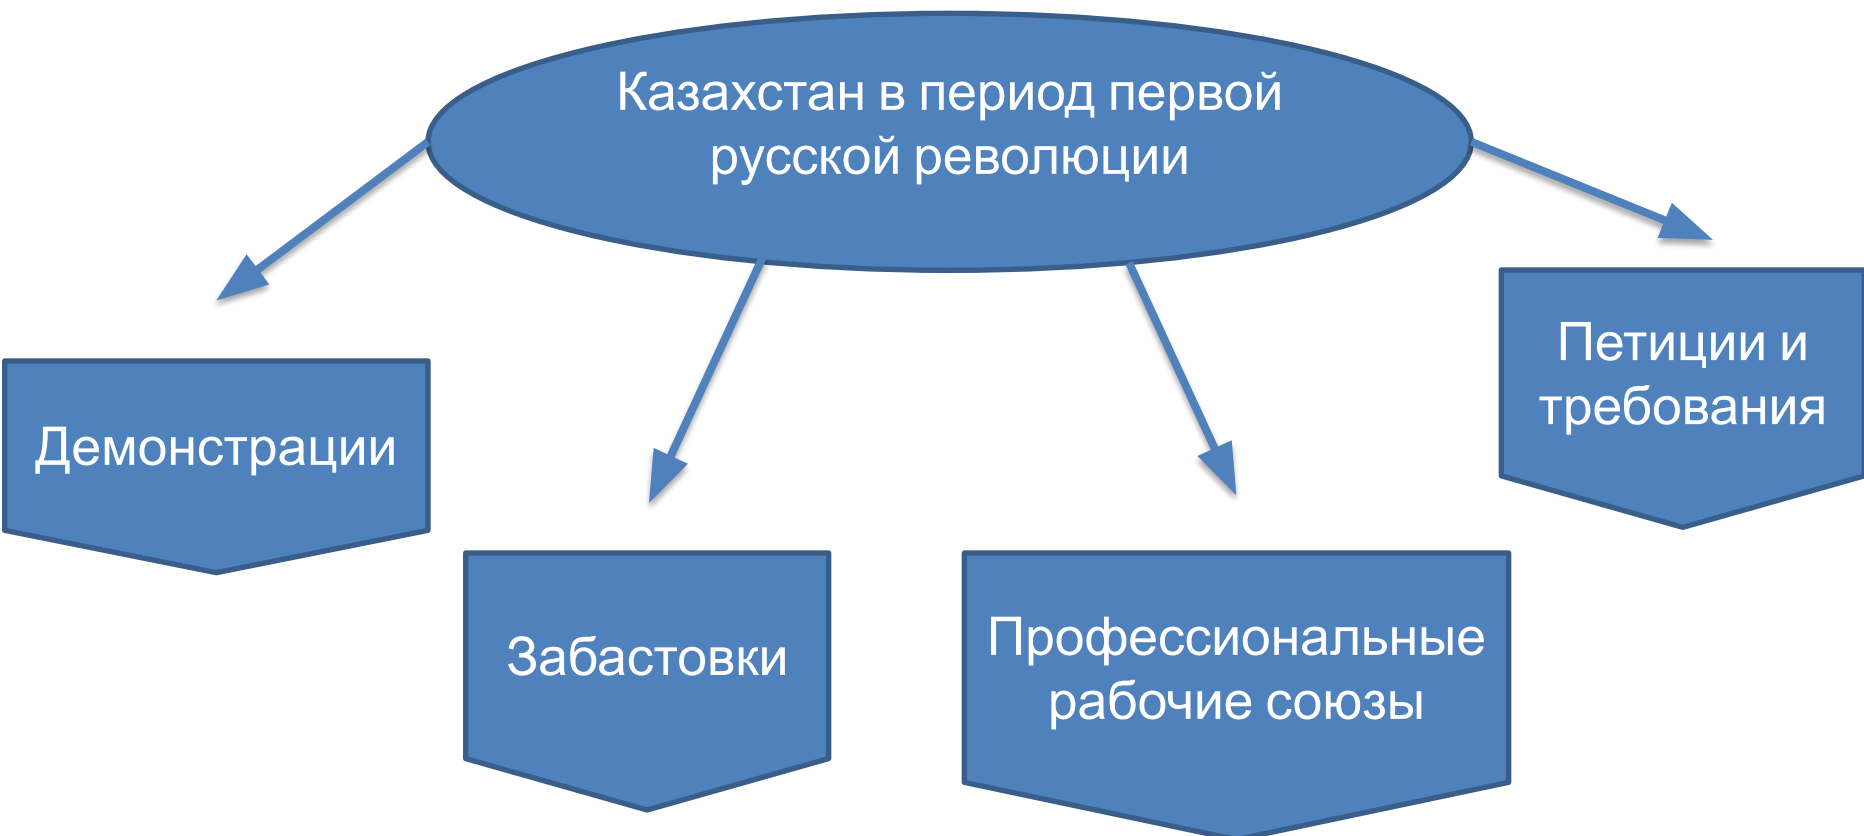 Казахстан в период первой
русской революции
Демонстрации
Забастовки
Профессиональные
рабочие союзы
Петиции и
требования